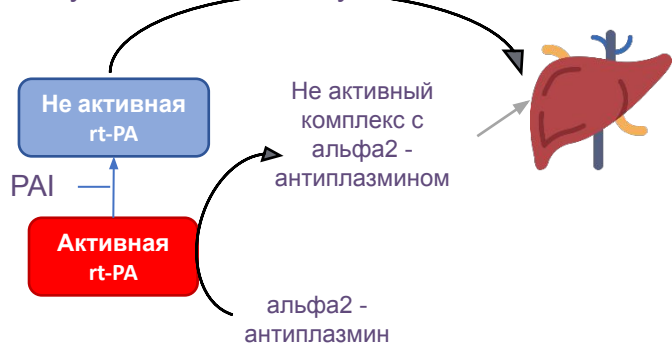 Не активная
rt-PA
Не активный
комплекс с
альфа2 -
антиплазмином
PAI
Активная
rt-PA
альфа2 -
антиплазмин